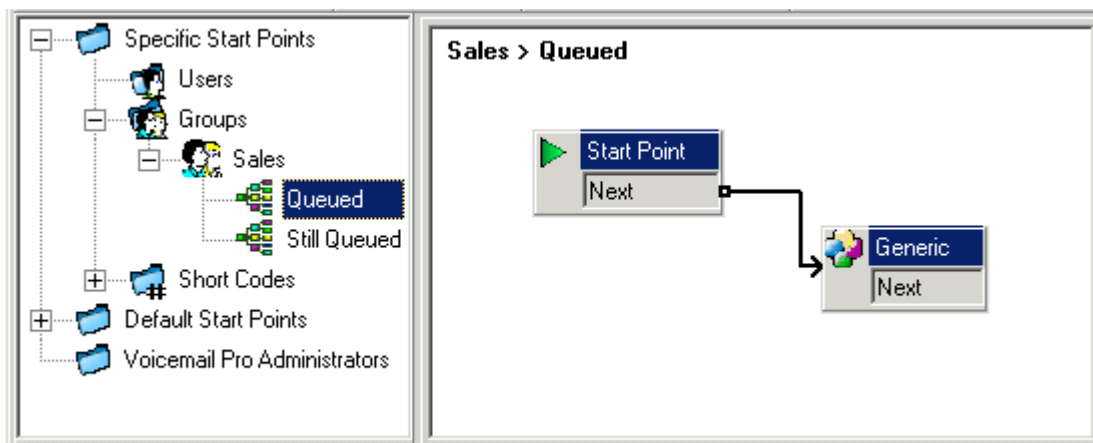 Specific Start Points
Users
Groups
Sales
Queued
Still Queued
Short Codes
Default Start Points
Voicemail Pro Administrators
Sales > Queued
Start Point
Next
Generic
Next